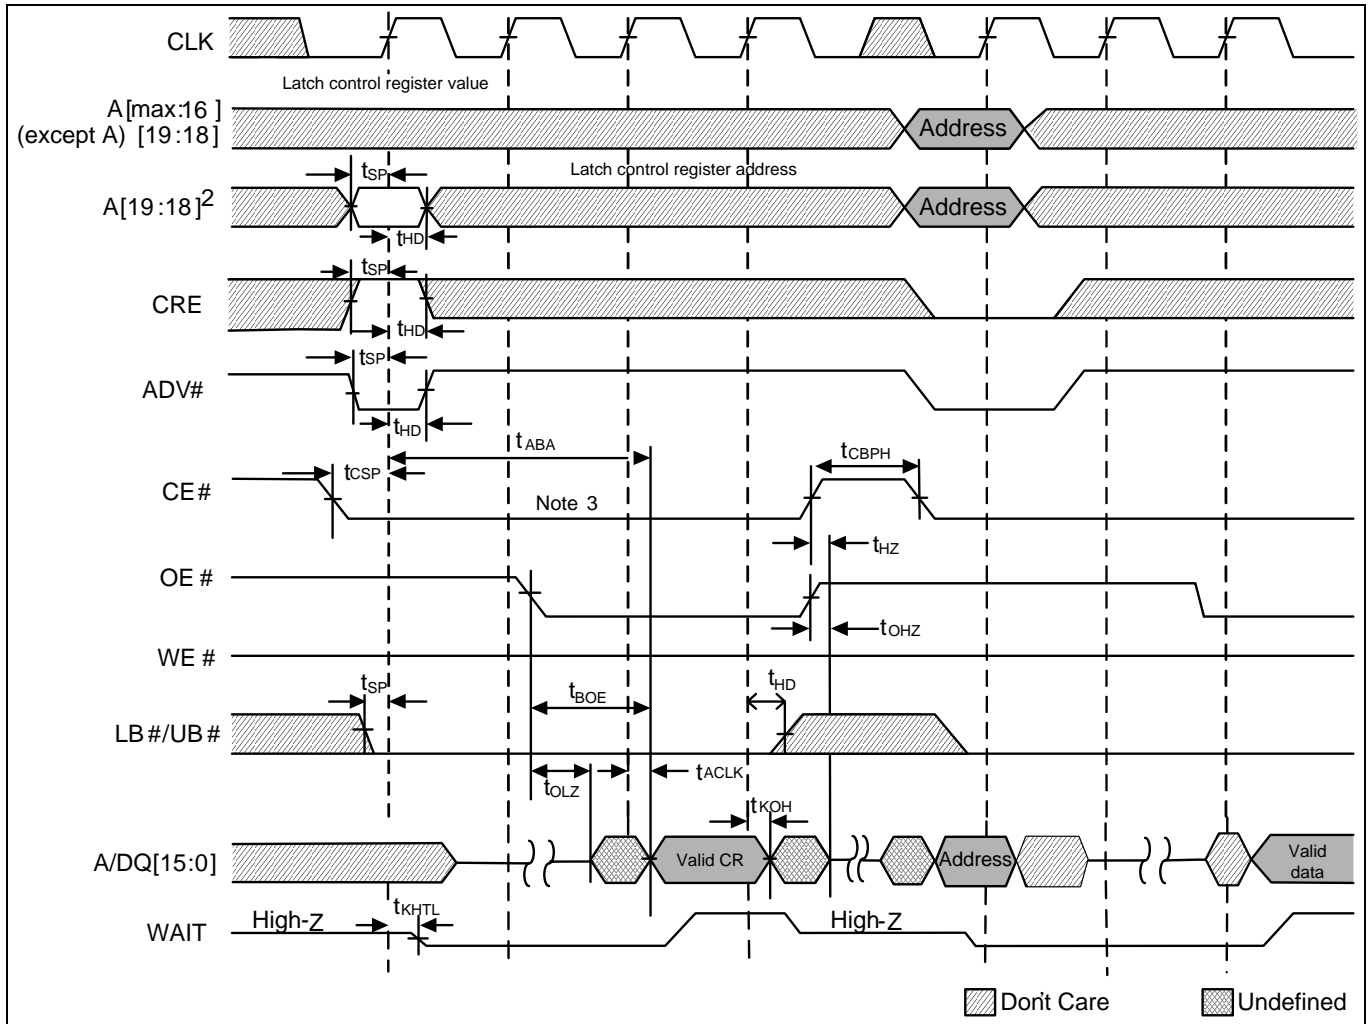 CLK
Latch control register value
A[max:16 ]
(except A) [19:18]
Address
Latch control register address
tSP
A[19:18]2
Address
tHD
tSP
CRE
tHD
tSP
ADV#
tHD
tABA
tCSP
tCBPH
CE#
Note 3
tHZ
OE #
tOHZ
WE #
tSP
tBOE
tHD
LB #/UB #
tOLZ
tACLK
tKOH
A/DQ[15:0]
Valid CR
Address
Valid
data
tKHTL
WAIT
High-Z
High-Z
Don't Care
Undefined